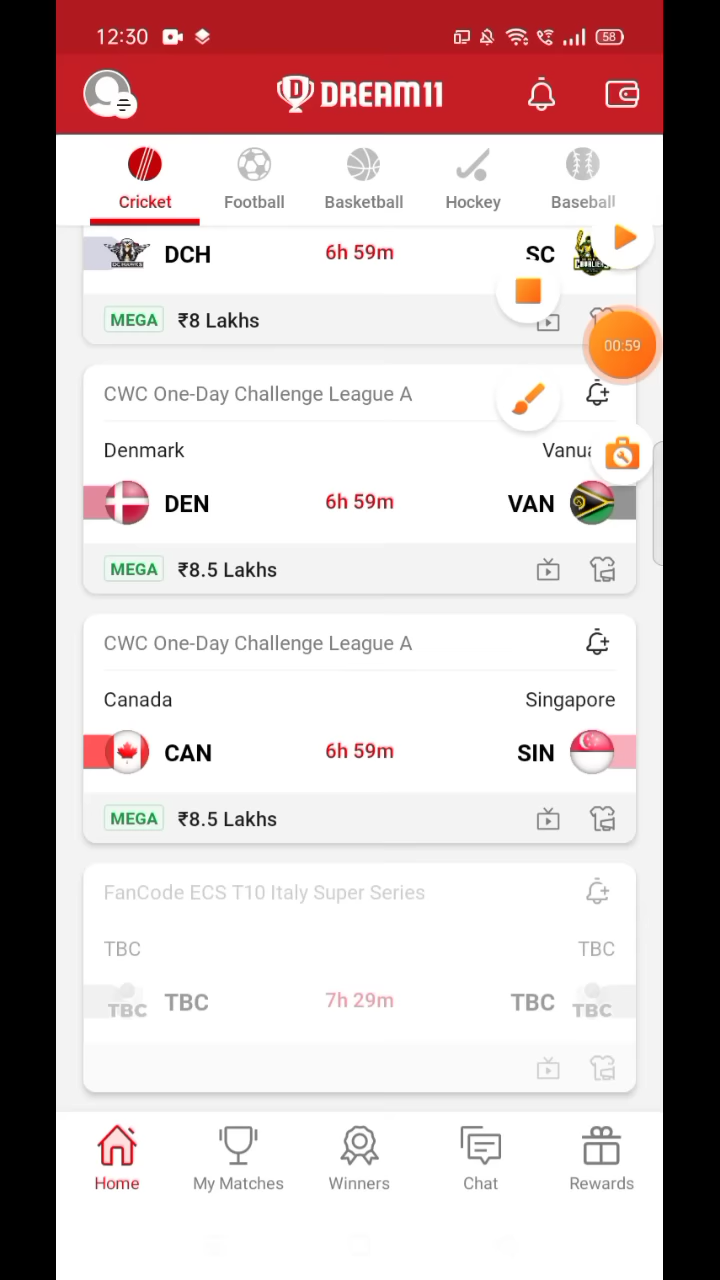 12:30
58
DREAM11
Cricket Football Basketball Hockey Baseball
DCH 6h 59m SC
MEGA ₹8 Lakhs
00:59
CWC One-Day Challenge League A
Denmark Vanua
DEN 6h 59m VAN
MEGA ₹8.5 Lakhs
CWC One-Day Challenge League A
Canada Singapore
CAN 6h 59m SIN
MEGA ₹8.5 Lakhs
FanCode ECS T10 Italy Super Series
TBC TBC
TBC TBC 7h 29m TBC TBC
Home My Matches Winners Chat Rewards